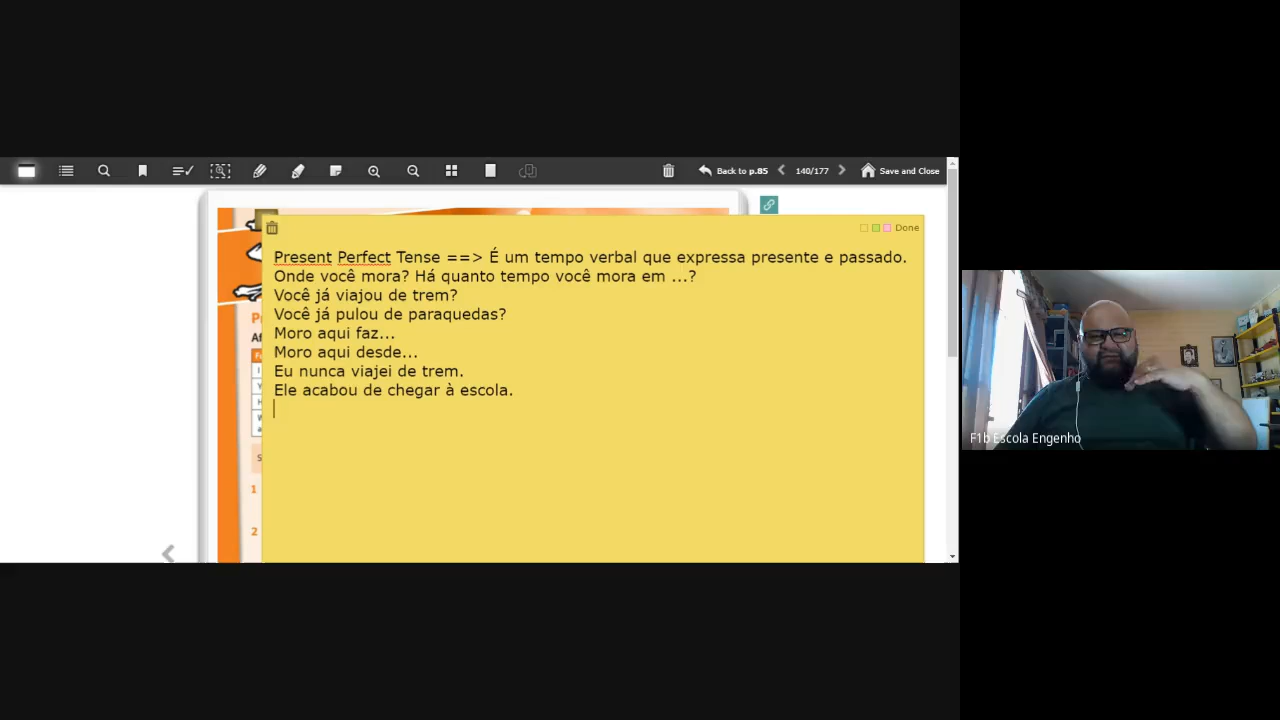 Back to p.85
140/177
Save and Close
Done
Present Perfect Tense ==> É um tempo verbal que expressa presente e passado.
Onde você mora? Há quanto tempo você mora em ...?
Você já viajou de trem?
Você já pulou de paraquedas?
Moro aqui faz...
Moro aqui desde...
Eu nunca viajei de trem.
Ele acabou de chegar à escola.
1
2
F1b Escola Engenho